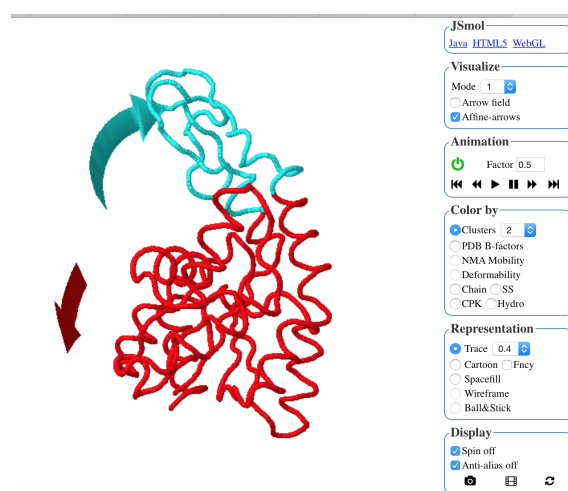 JSmol
Java HTML5 WebGL
Visualize
Mode 1
Arrow field
Affine-arrows
Animation
Factor 0.5
Color by
Clusters 2
PDB B-factors
NMA Mobility
Deformability
Chain SS
CPK Hydro
Representation
Trace 0.4
Cartoon Fncy
Spacefill
Wireframe
Ball&Stick
Display
Spin off
Anti-alias off